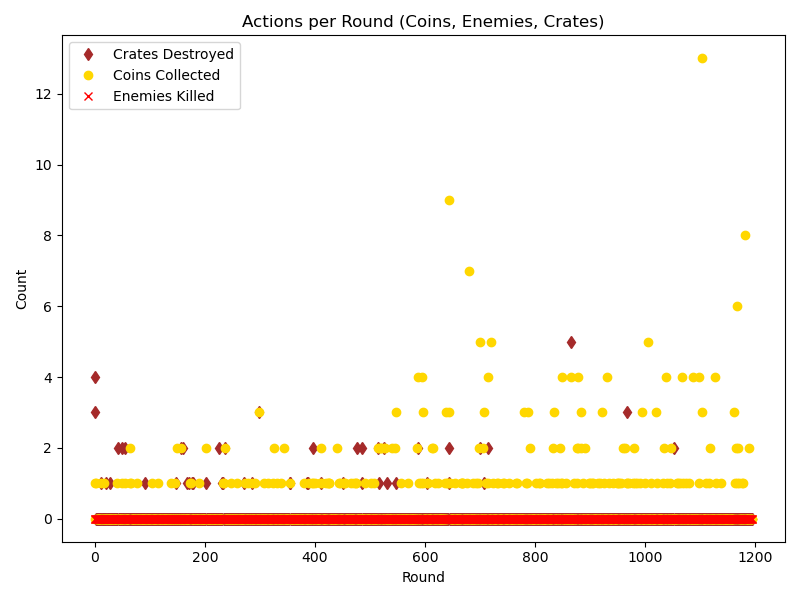 Actions per Round (Coins, Enemies, Crates)
Crates Destroyed
Coins Collected
Enemies Killed
12
10
8
6
4
2
0
Count
0 200 400 600 800 1000 1200
Round